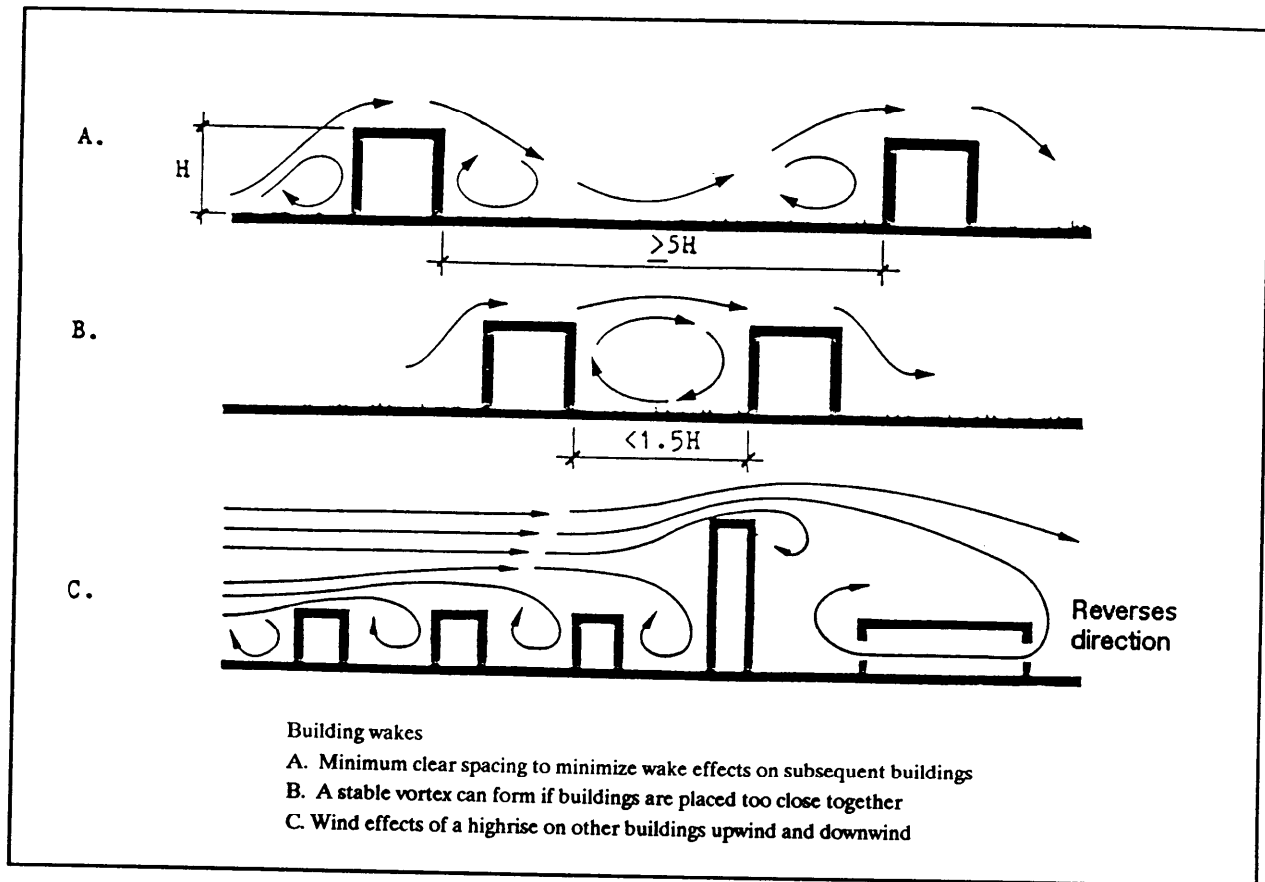 A.
H
≥5H
B.
<1.5H
C.
Reverses
direction
Building wakes
A. Minimum clear spacing to minimize wake effects on subsequent buildings
B. A stable vortex can form if buildings are placed too close together
C. Wind effects of a highrise on other buildings upwind and downwind